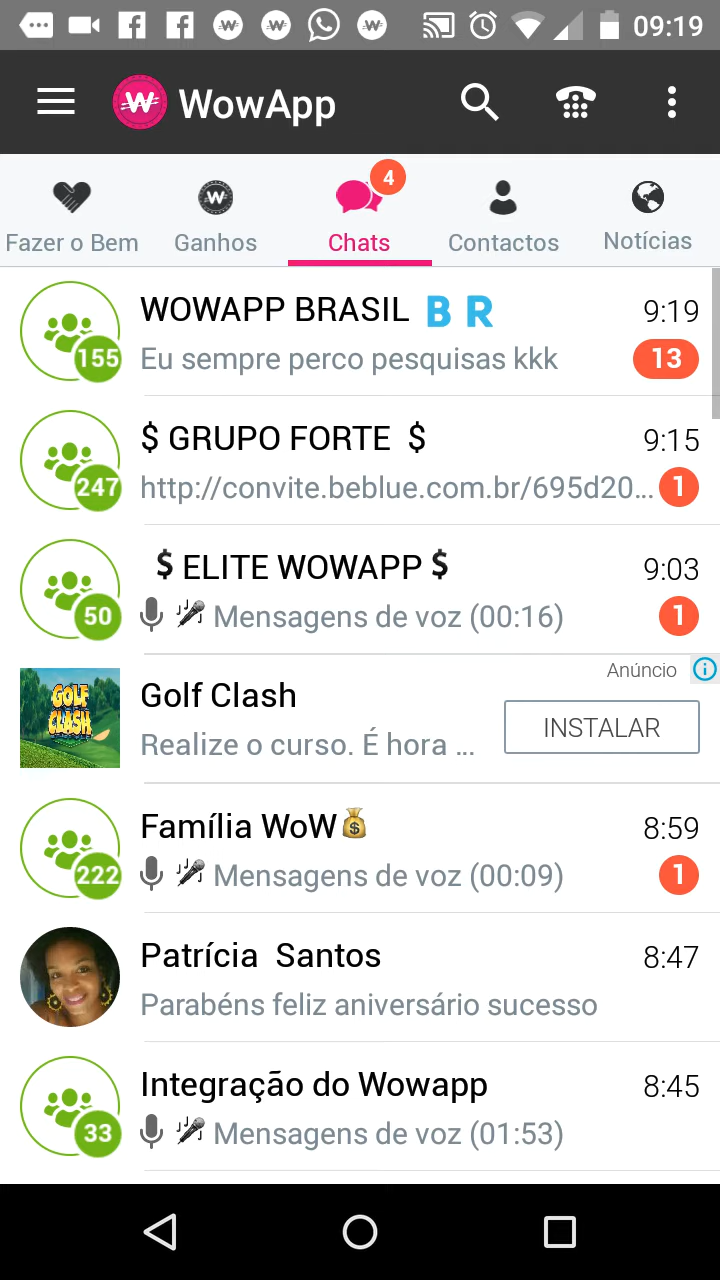 09:19
WowApp
4
Fazer o Bem Ganhos Chats Contactos Notícias
WOWAPP BRASIL 🇧 🇷 9:19
155 Eu sempre perco pesquisas kkk 13
$ GRUPO FORTE $ 9:15
247 http://convite.beblue.com.br/695d20... 1
$ ELITE WOWAPP $ 9:03
50 🎤 Mensagens de voz (00:16) 1
Anúncio
GOLF CLASH
Golf Clash
Realize o curso. É hora ... INSTALAR
Família WoW💰 8:59
222 🎤 Mensagens de voz (00:09) 1
Patrícia Santos 8:47
Parabéns feliz aniversário sucesso
Integração do Wowapp 8:45
33 🎤 Mensagens de voz (01:53)